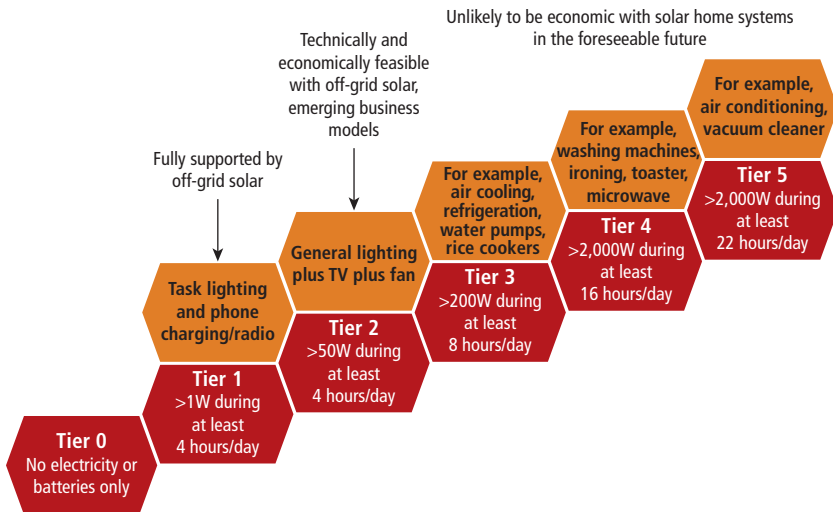 Unlikely to be economic with solar home systems
in the foreseeable future
Technically and
economically feasible
with off-grid solar,
emerging business
models
Fully supported by
off-grid solar
For example,
air conditioning,
vacuum cleaner
Tier 5
>2,000W during
at least
22 hours/day
For example,
washing machines,
ironing, toaster,
microwave
Tier 4
>2,000W during
at least
16 hours/day
For example,
air cooling,
refrigeration,
water pumps,
rice cookers
Tier 3
>200W during
at least
8 hours/day
General lighting
plus TV plus fan
Tier 2
>50W during
at least
4 hours/day
Task lighting
and phone
charging/radio
Tier 1
>1W during
at least
4 hours/day
Tier 0
No electricity or
batteries only